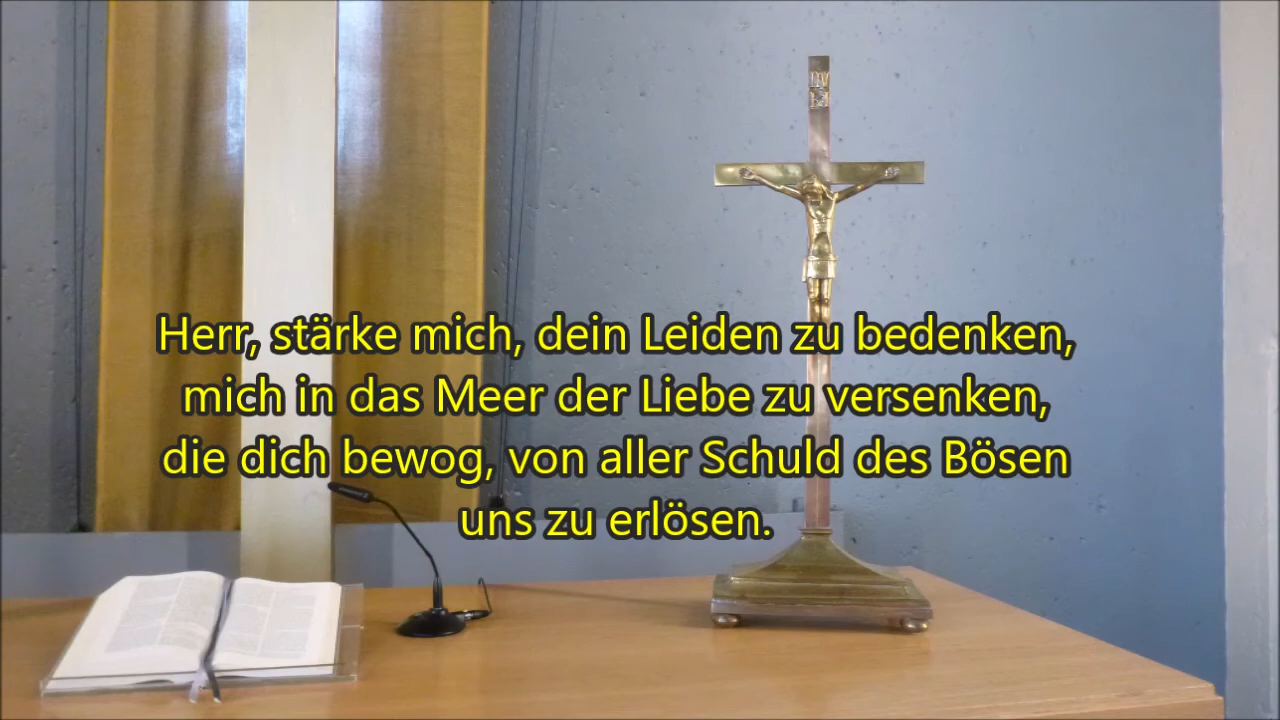 Herr, stärke mich, dein Leiden zu bedenken,
mich in das Meer der Liebe zu versenken,
die dich bewog, von aller Schuld des Bösen
uns zu erlösen.